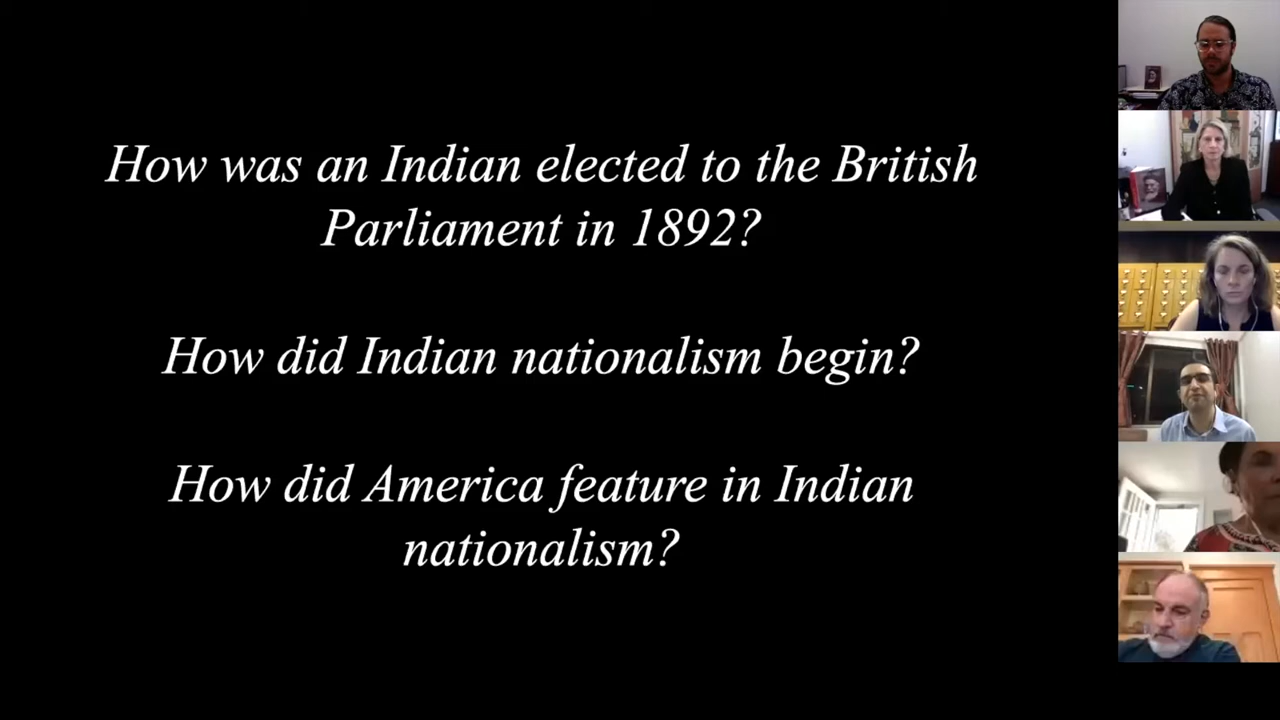 How was an Indian elected to the British
Parliament in 1892?
How did Indian nationalism begin?
How did America feature in Indian
nationalism?